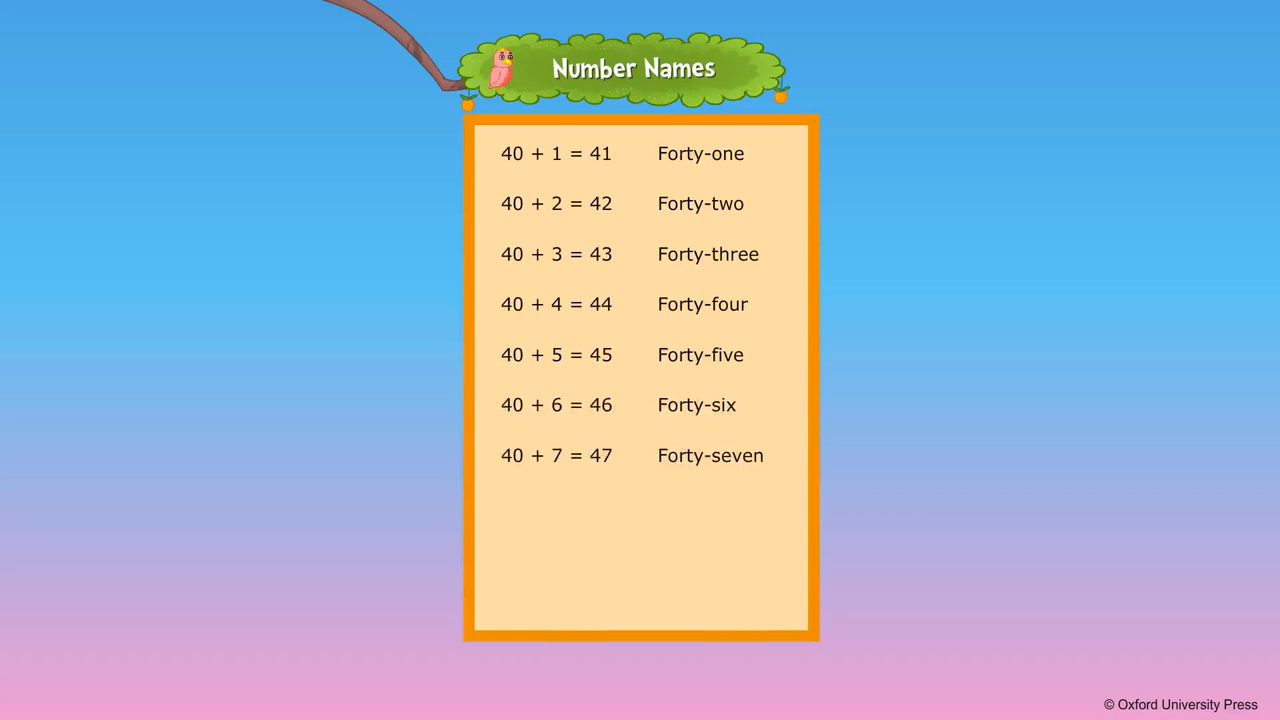 Number Names
40 + 1 = 41 Forty-one
40 + 2 = 42 Forty-two
40 + 3 = 43 Forty-three
40 + 4 = 44 Forty-four
40 + 5 = 45 Forty-five
40 + 6 = 46 Forty-six
40 + 7 = 47 Forty-seven
© Oxford University Press